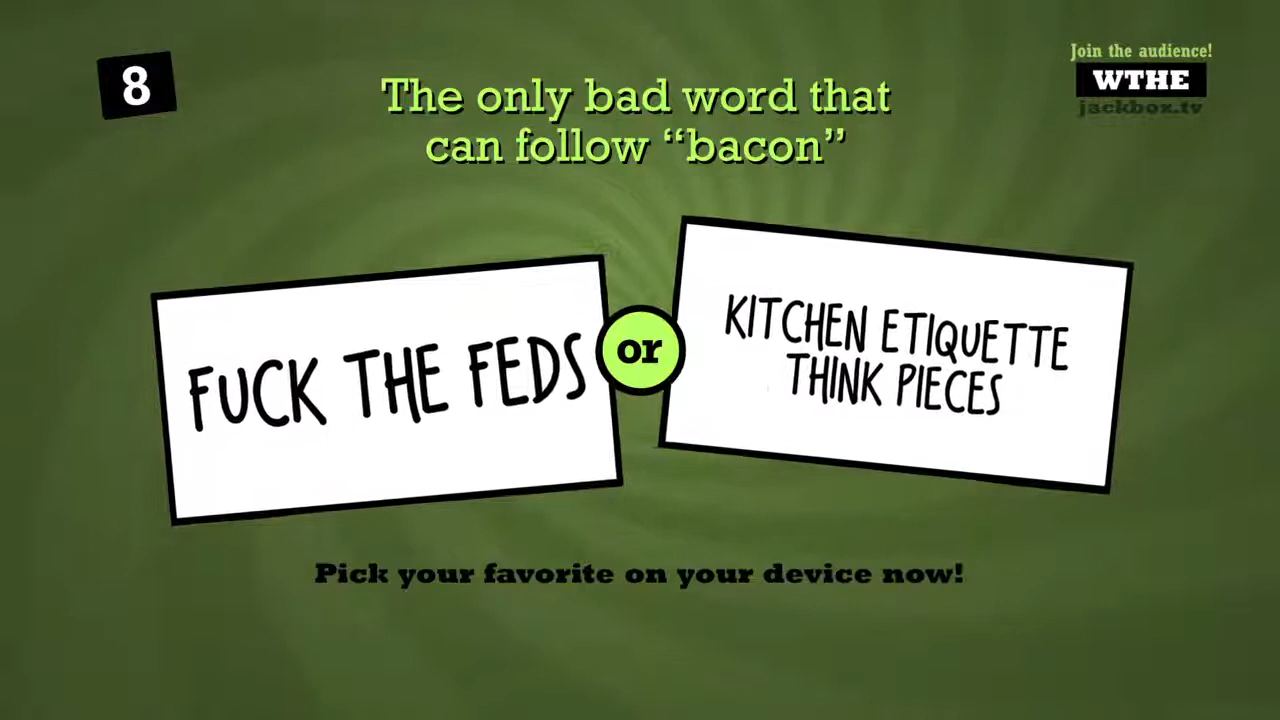 8
The only bad word that
can follow “bacon”
Join the audience!
WTHE
jackbox.tv
FUCK THE FEDS
or
KITCHEN ETIQUETTE
THINK PIECES
Pick your favorite on your device now!